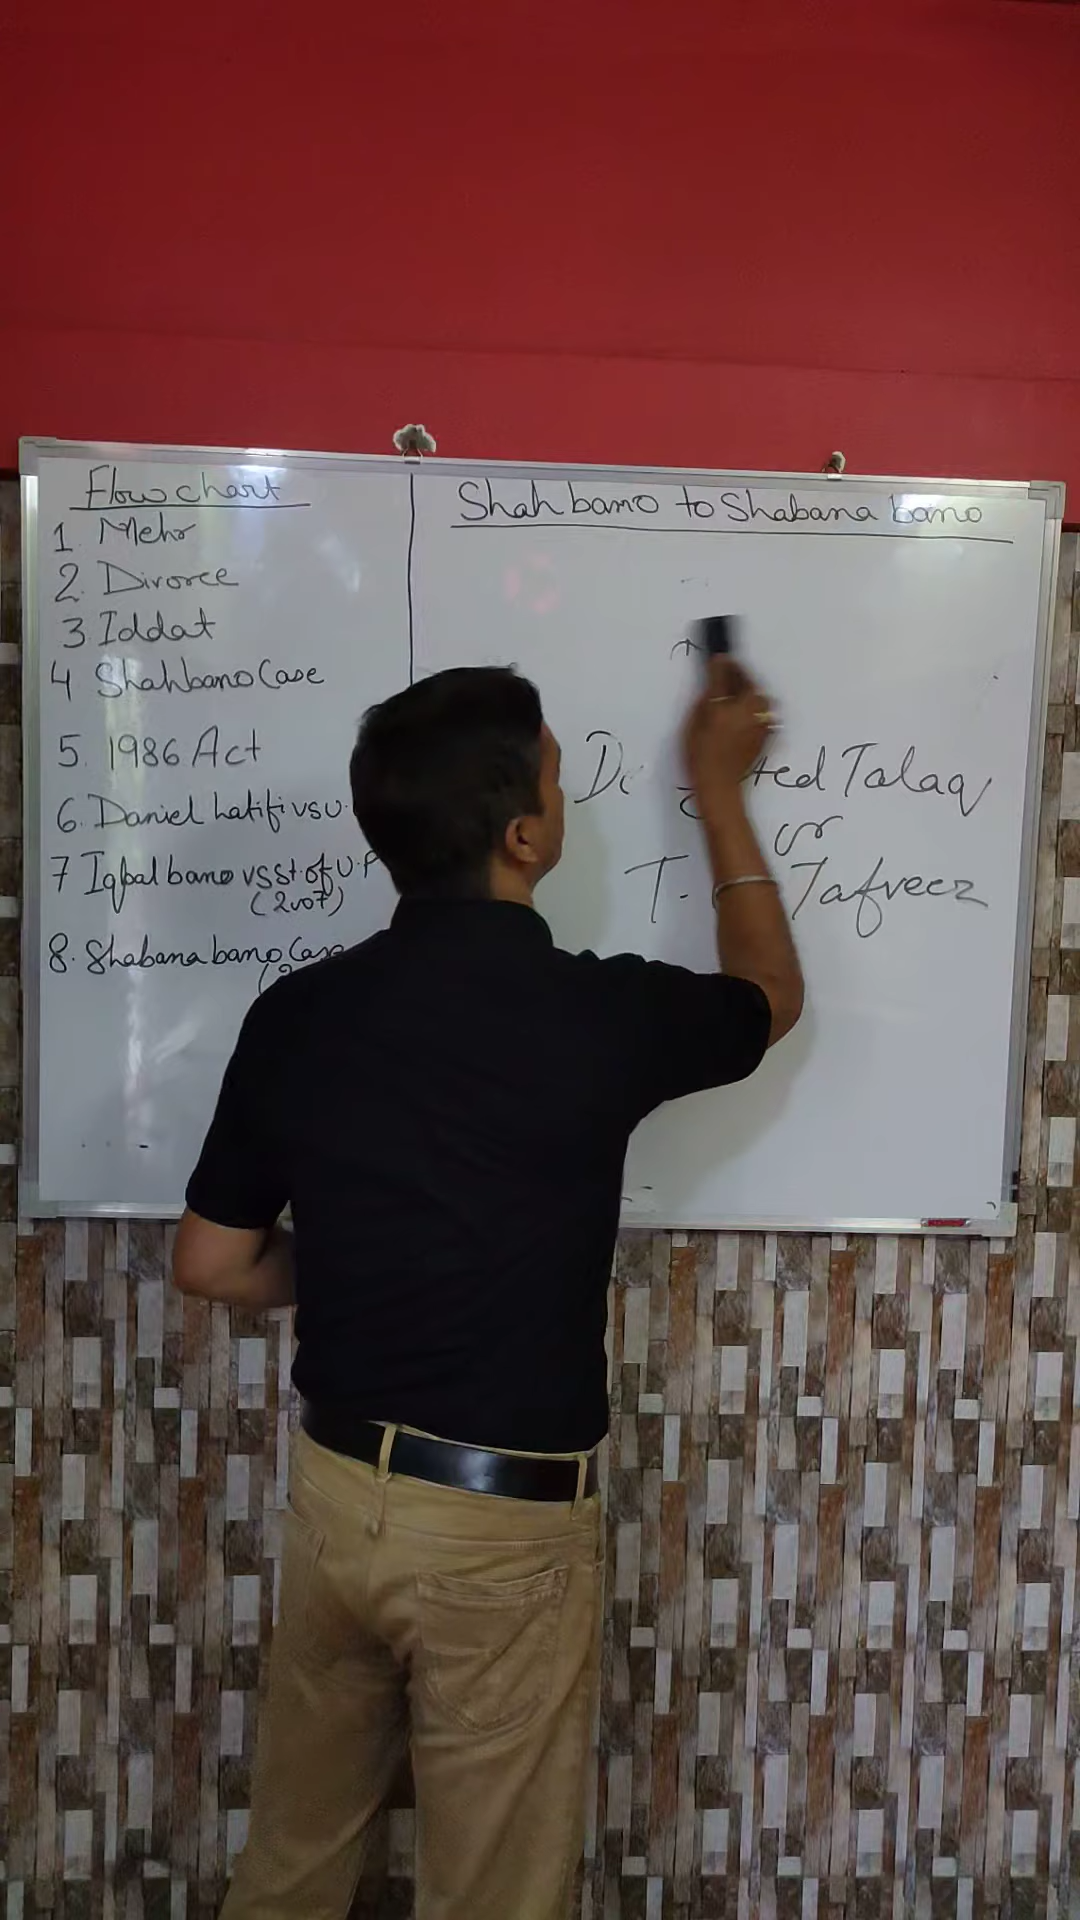 Flow chart
1 Mehr
2. Divorce
3 Iddat
4 Shahbano Case
5. 1986 Act
6. Daniel Latifi vs U.
7 Iqbal bano vs St. of U.P
(2007)
8. Shabana bano Case
Shah bano to Shabana bano
Talaq
or
T. Tafveez